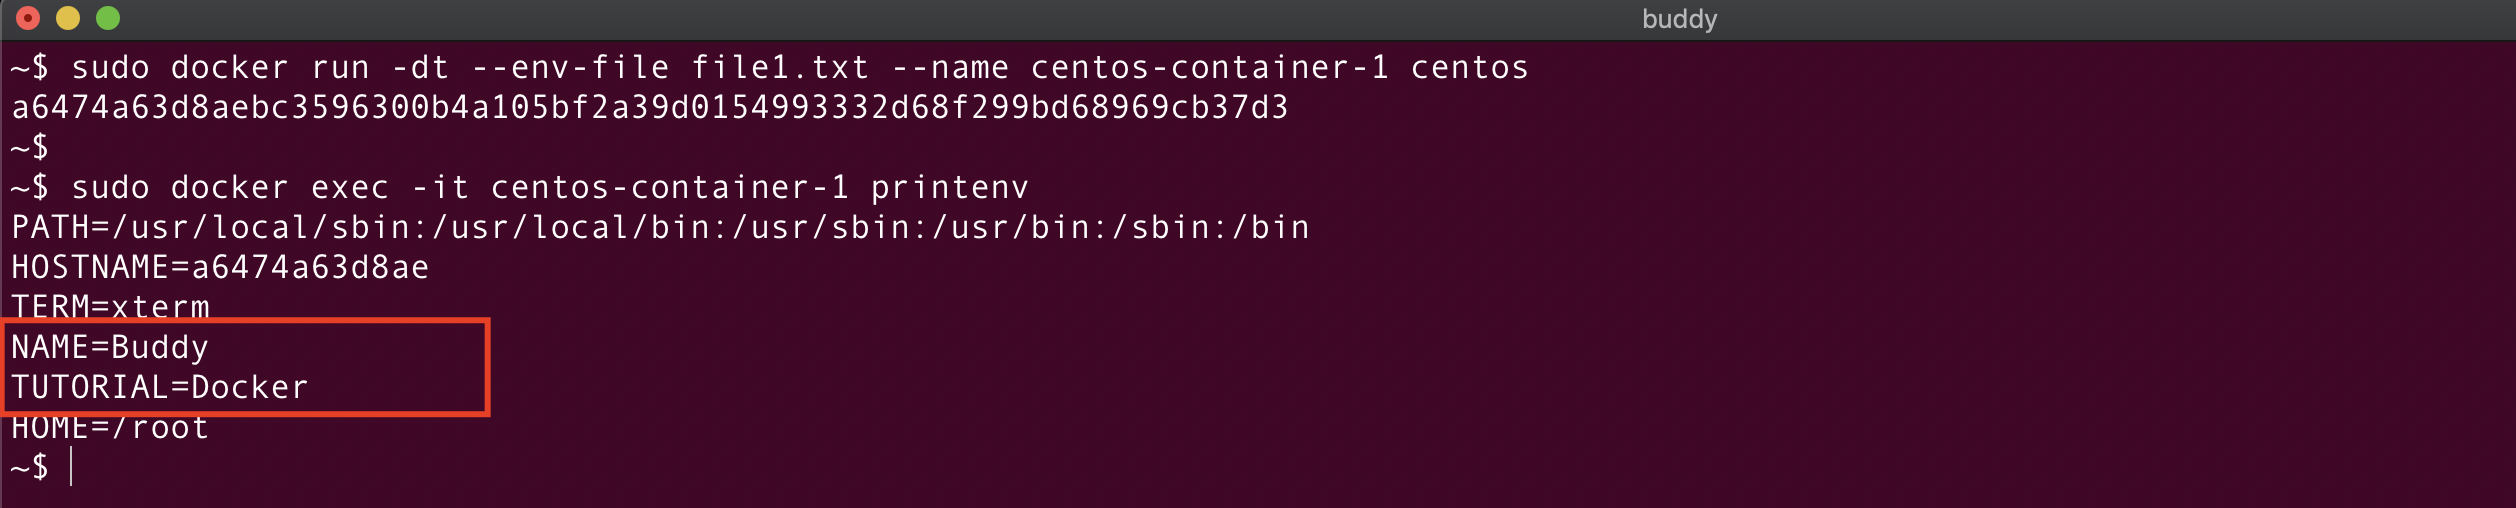 buddy
~$ sudo docker run -dt --env-file file1.txt --name centos-container-1 centos
a6474a63d8aebc3596300b4a105bf2a39d0154993332d68f299bd68969cb37d3
~$
~$ sudo docker exec -it centos-container-1 printenv
PATH=/usr/local/sbin:/usr/local/bin:/usr/sbin:/usr/bin:/sbin:/bin
HOSTNAME=a6474a63d8ae
TERM=xterm
NAME=Buddy
TUTORIAL=Docker
HOME=/root
~$